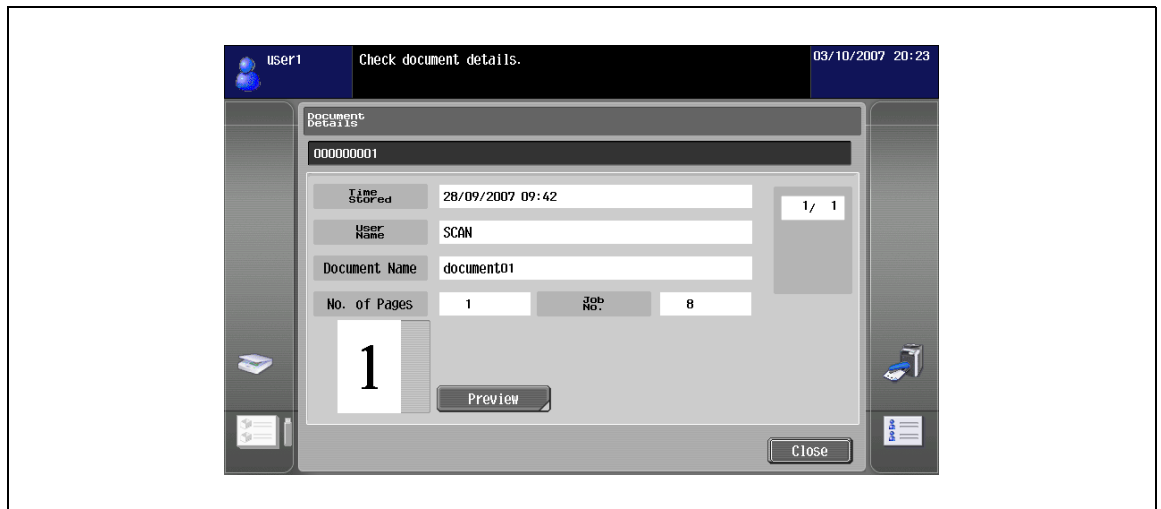 user1
Check document details.
03/10/2007 20:23
Document
Details
000000001
Time
Stored
28/09/2007 09:42
1/ 1
User
Name
SCAN
Document Name
document01
No. of Pages
1
Job
No.
8
1
Preview
Close